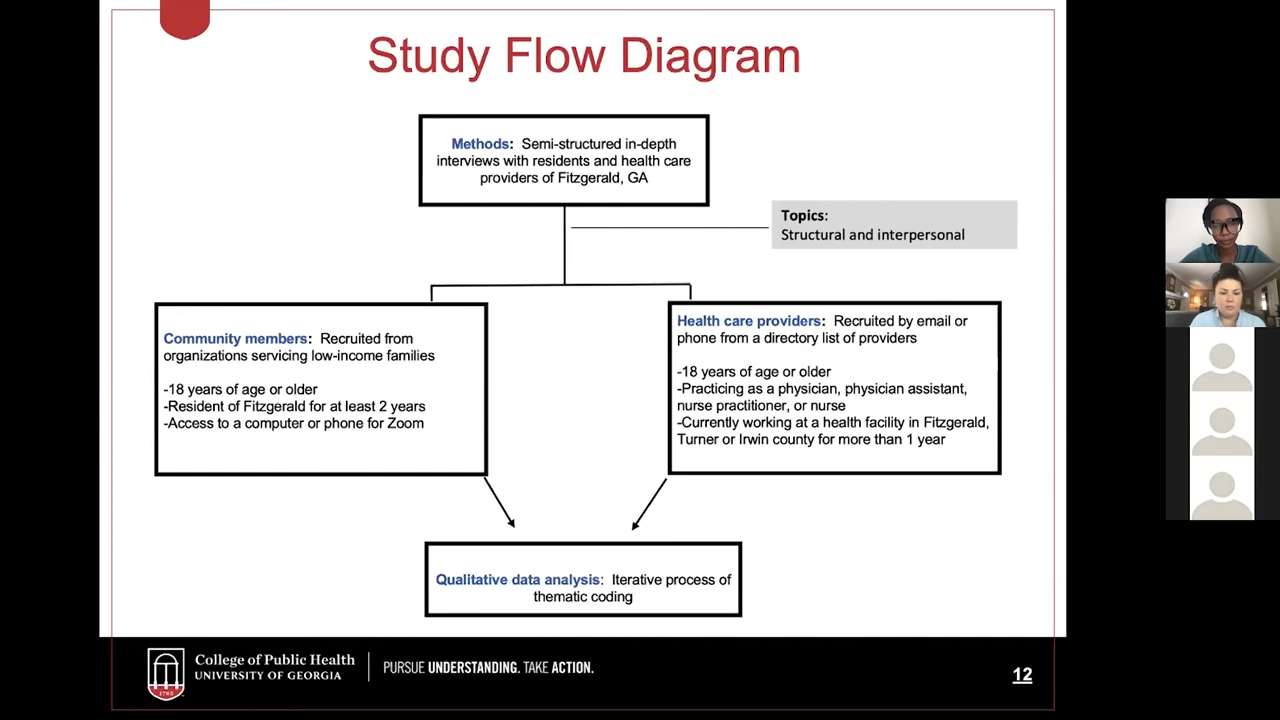 Study Flow Diagram
Methods: Semi-structured in-depth
interviews with residents and health care
providers of Fitzgerald, GA
Topics:
Structural and interpersonal
Community members: Recruited from
organizations servicing low-income families
-18 years of age or older
-Resident of Fitzgerald for at least 2 years
-Access to a computer or phone for Zoom
Health care providers: Recruited by email or
phone from a directory list of providers
-18 years of age or older
-Practicing as a physician, physician assistant,
nurse practitioner, or nurse
-Currently working at a health facility in Fitzgerald,
Turner or Irwin county for more than 1 year
Qualitative data analysis: Iterative process of
thematic coding
1785
College of Public Health
UNIVERSITY OF GEORGIA
PURSUE UNDERSTANDING. TAKE ACTION.
12